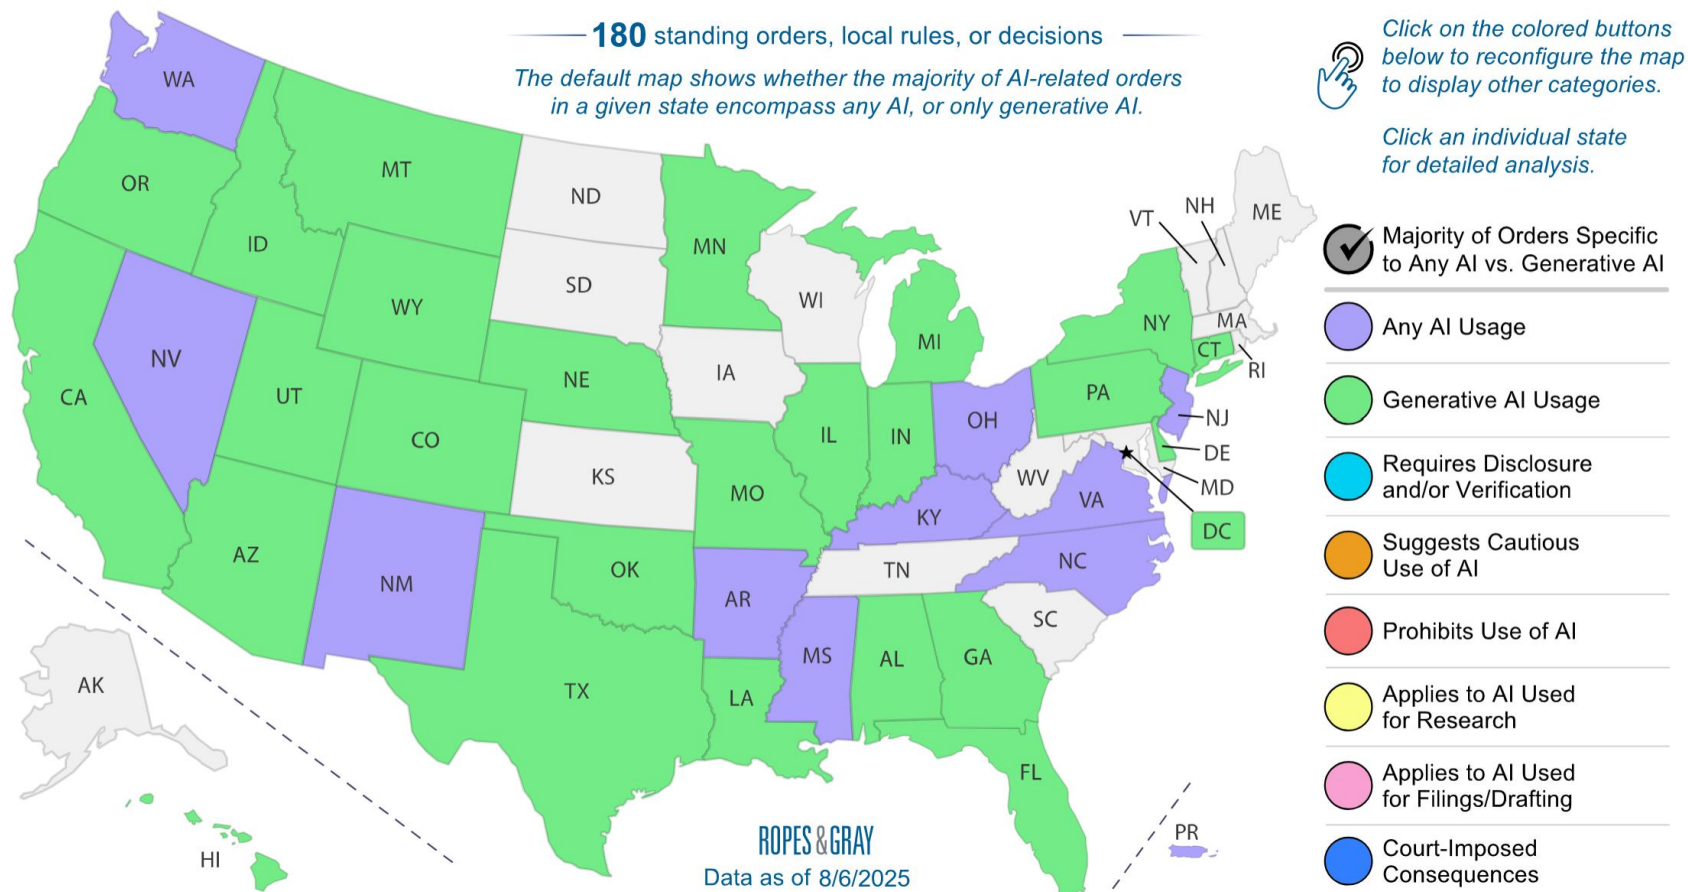 180 standing orders, local rules, or decisions
The default map shows whether the majority of AI-related orders
in a given state encompass any AI, or only generative AI.
Click on the colored buttons
below to reconfigure the map
to display other categories.
Click an individual state
for detailed analysis.
WA
OR
MT
ID
ND
MN
SD
WI
WY
NV
CA
UT
CO
NE
IA
KS
MO
IL
IN
MI
OH
PA
NY
VT
NH
ME
MA
CT
RI
NJ
DE
MD
DC
WV
VA
KY
NC
TN
SC
AZ
NM
OK
AR
TX
LA
MS
AL
GA
FL
AK
HI
PR
Majority of Orders Specific
to Any AI vs. Generative AI
Any AI Usage
Generative AI Usage
Requires Disclosure
and/or Verification
Suggests Cautious
Use of AI
Prohibits Use of AI
Applies to AI Used
for Research
Applies to AI Used
for Filings/Drafting
Court-Imposed
Consequences
ROPES&GRAY
Data as of 8/6/2025